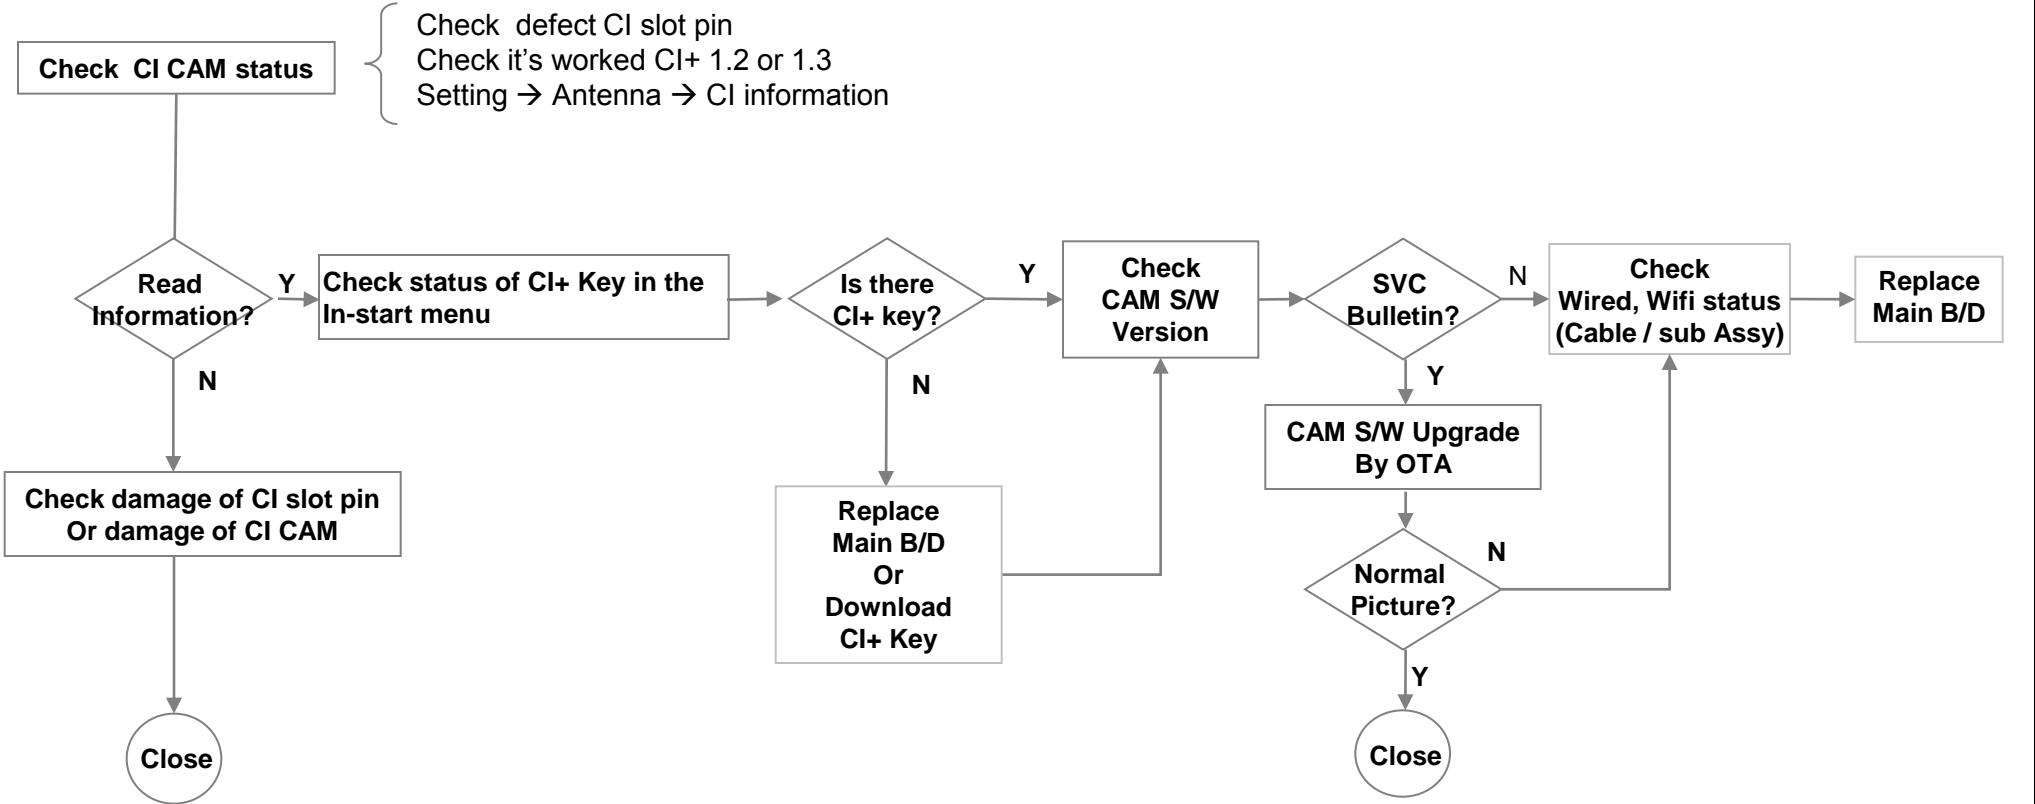 Check  defect CI slot pin
Check it’s worked CI+ 1.2 or 1.3
Setting → Antenna → CI information
Check  CI CAM status
Read
Information?
Y
Check status of CI+ Key in the
In-start menu
Is there
CI+ key?
Y
Check
CAM S/W
Version
SVC
Bulletin?
N
Check
Wired, Wifi status
(Cable / sub Assy)
Replace
Main B/D
N
Check damage of CI slot pin
Or damage of CI CAM
Close
N
Replace
Main B/D
Or
Download
CI+ Key
Y
CAM S/W Upgrade
By OTA
Normal
Picture?
N
Y
Close